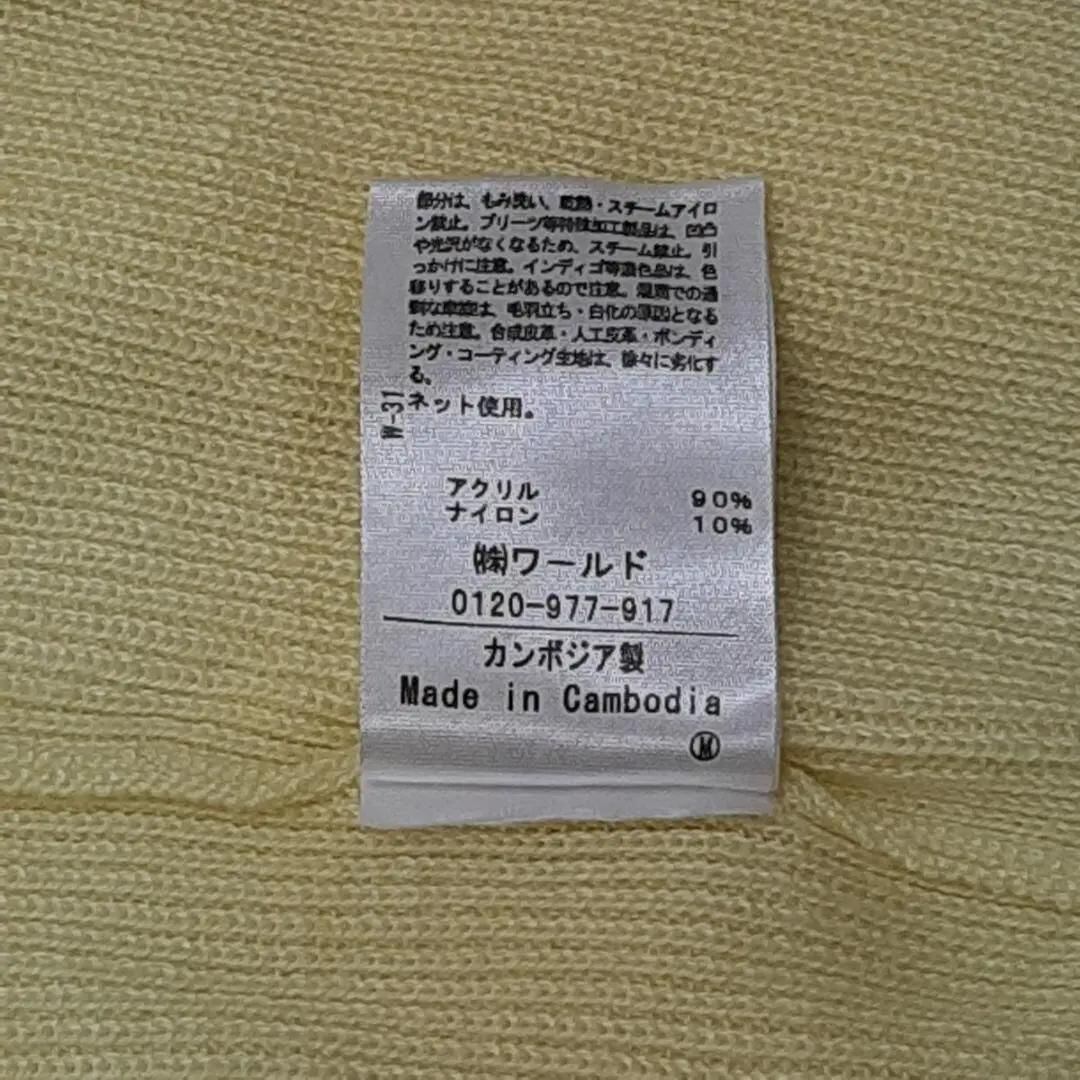 部分は、もみ洗い、乾熱・スチームアイロ
ン禁止。プリーツ等特殊加工製品は、凹凸
や光沢がなくなるため、スチーム禁止。引
っかけに注意。インディゴ等濃色品は、色
移りすることがあるので注意。湿潤での過
度な摩擦は、毛羽立ち・白化の原因となる
ため注意。合成皮革・人工皮革・ボンディ
ング・コーティング生地は、徐々に劣化す
る。
W-31
ネット使用。
アクリル 90%
ナイロン 10%
㈱ワールド
0120-977-917
カンボジア製
Made in Cambodia
Ⓜ